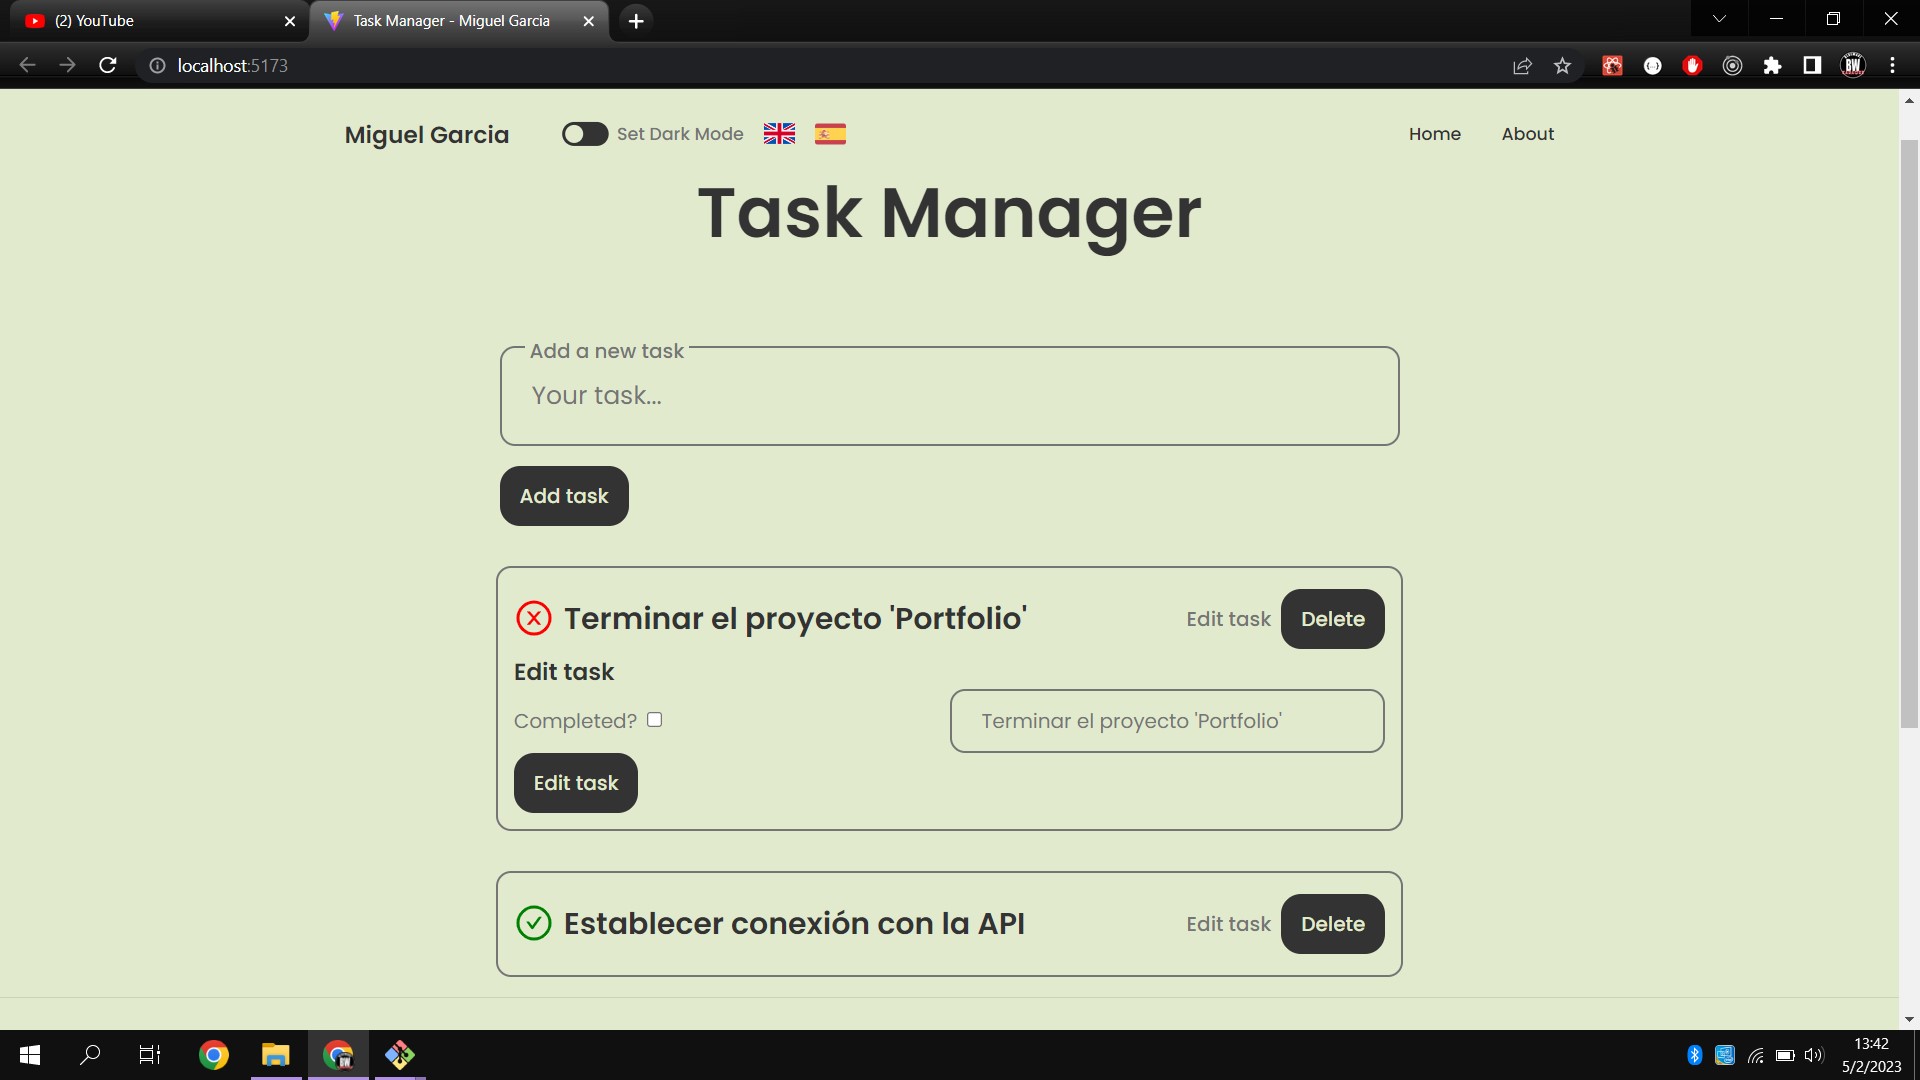 (2) YouTube
Task Manager - Miguel Garcia
localhost:5173
BW
Miguel Garcia
Set Dark Mode
Home
About
Task Manager
Add a new task
Your task...
Add task
Terminar el proyecto 'Portfolio'
Edit task
Delete
Edit task
Completed?
Terminar el proyecto 'Portfolio'
Edit task
Establecer conexión con la API
Edit task
Delete
BW
13:42
5/2/2023